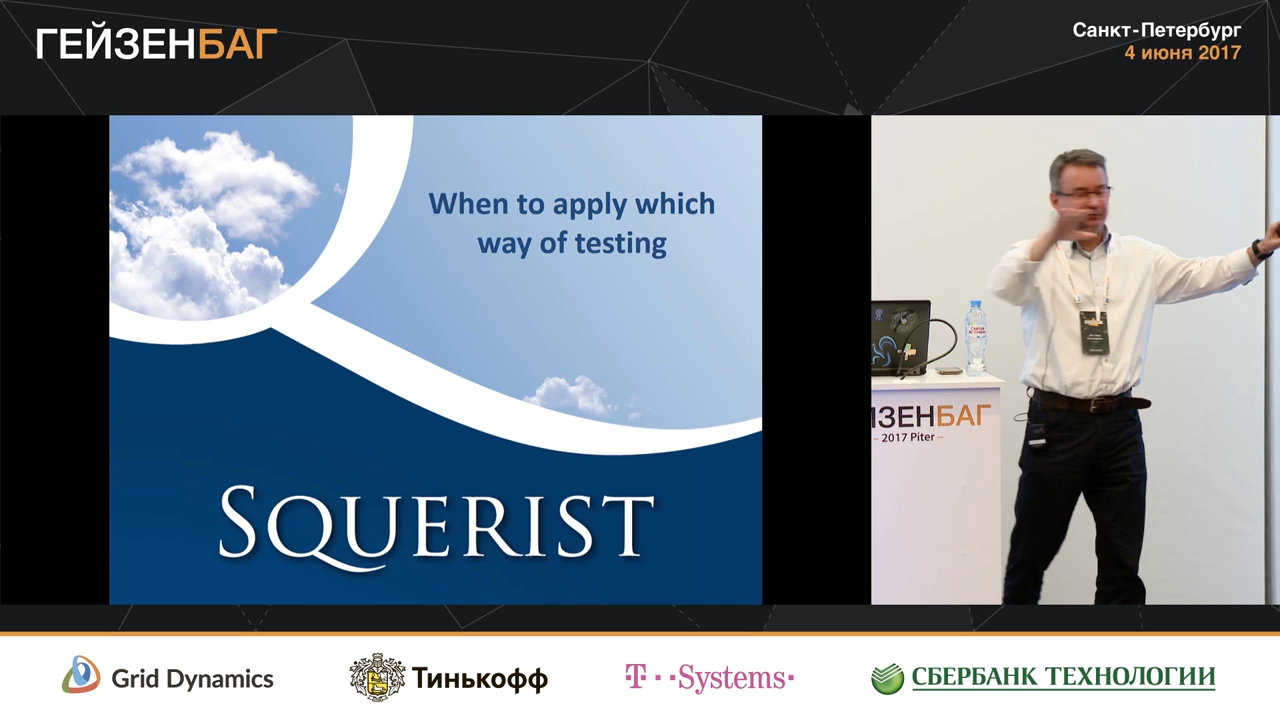 ГЕЙЗЕНБАГ
Санкт-Петербург
4 июня 2017
When to apply which
way of testing
SQUERIST
ЙЗЕНБАГ
– 2017 Piter –
Grid Dynamics
Тинькофф
T··Systems·
СБЕРБАНК ТЕХНОЛОГИИ